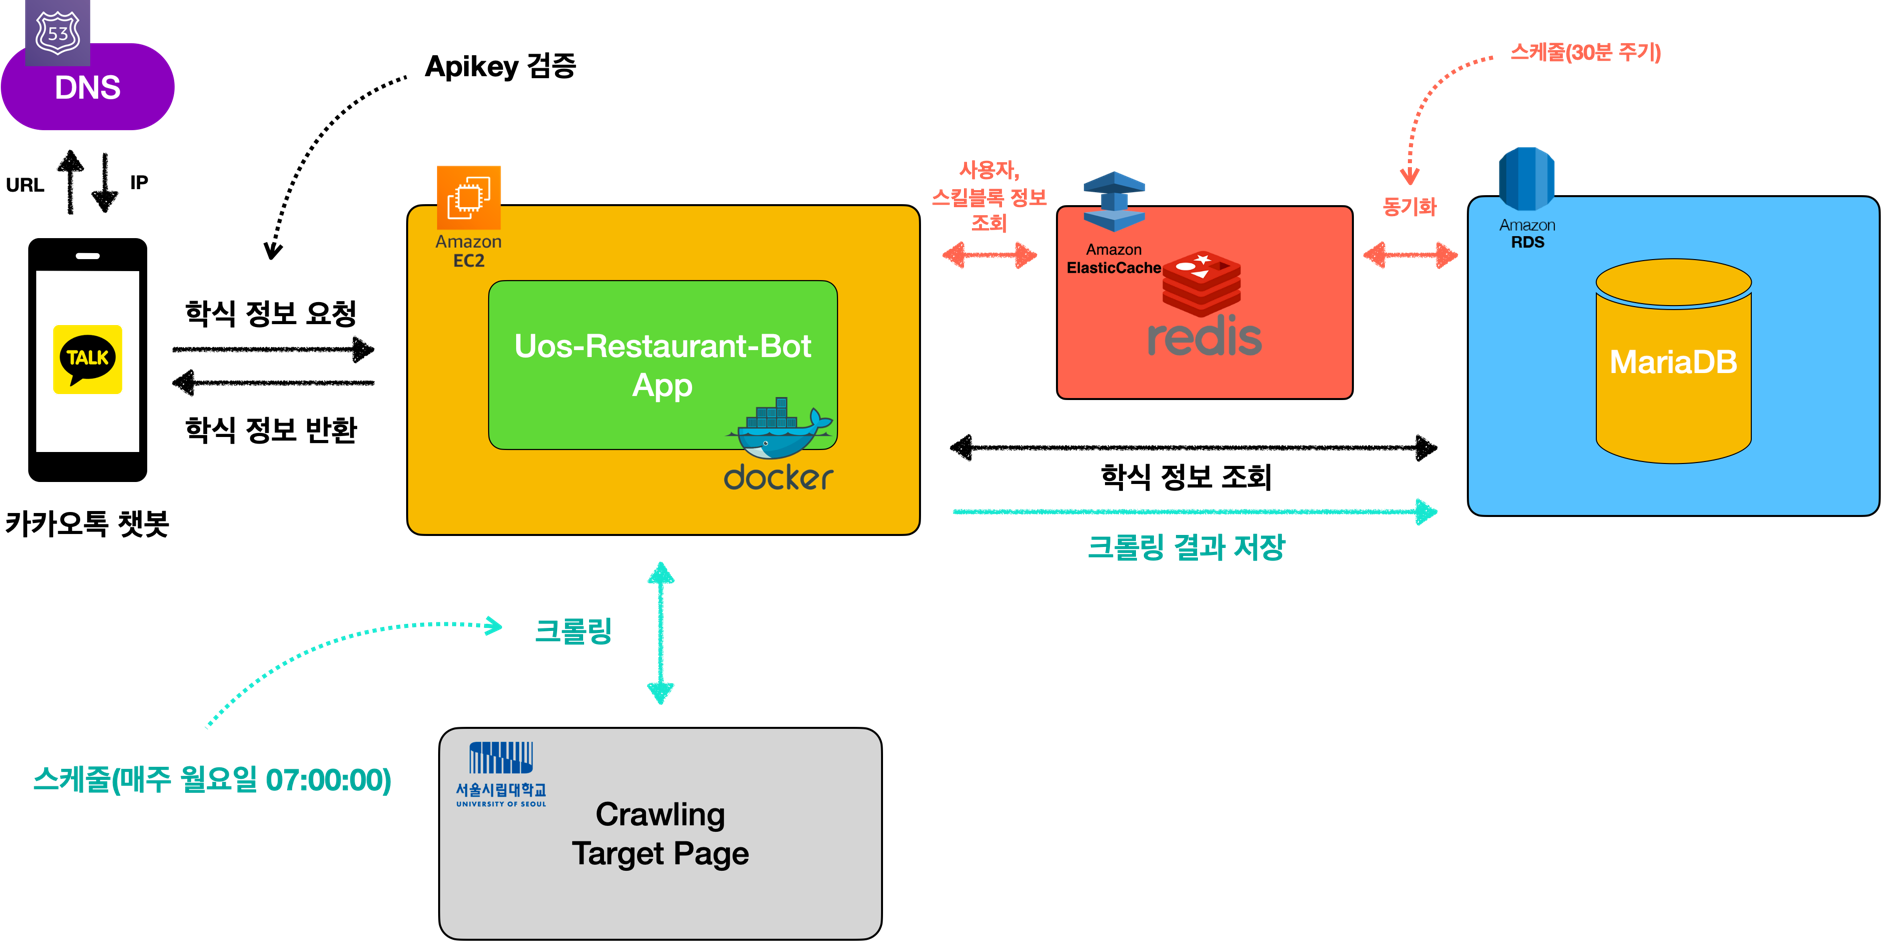 53
DNS
URL
IP
TALK
카카오톡 챗봇
Apikey 검증
학식 정보 요청
학식 정보 반환
Amazon
EC2
Uos-Restaurant-Bot
App
docker
사용자,
스킬블록 정보
조회
Amazon
ElasticCache
redis
스케줄(30분 주기)
동기화
Amazon
RDS
MariaDB
학식 정보 조회
크롤링 결과 저장
크롤링
스케줄(매주 월요일 07:00:00)
서울시립대학교
UNIVERSITY OF SEOUL
Crawling
Target Page